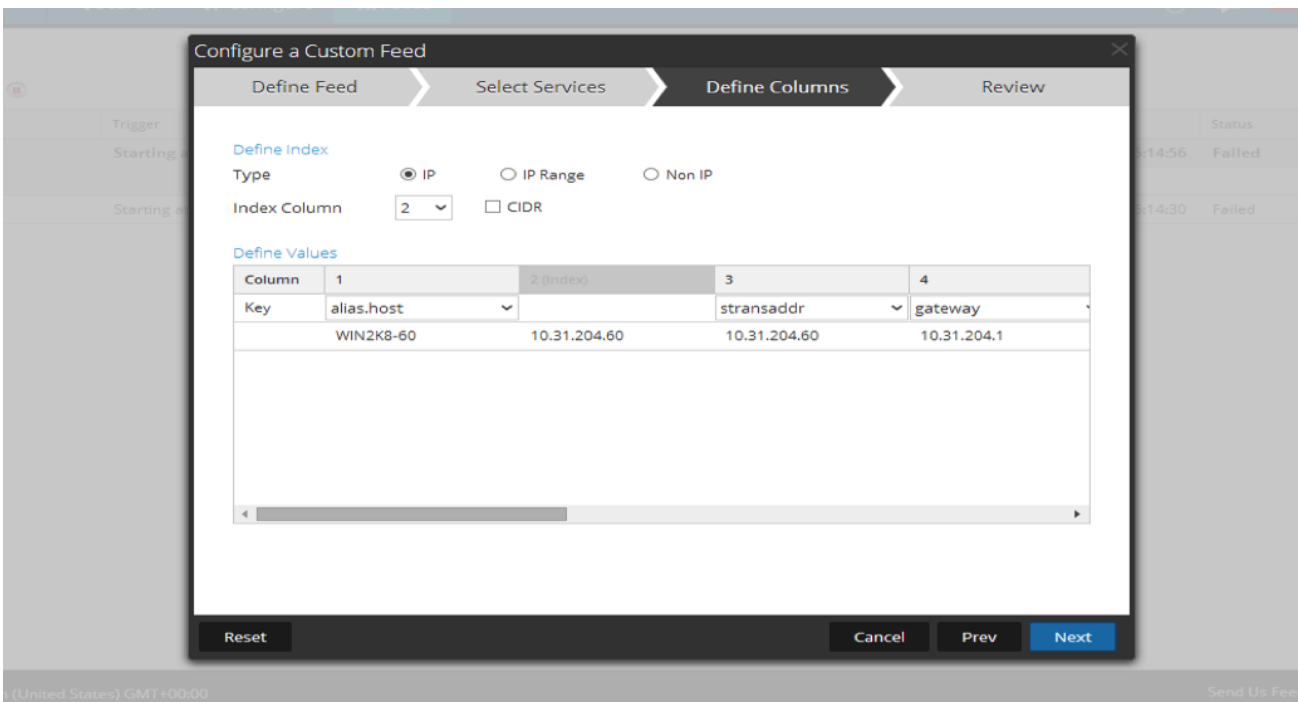 Configure a Custom Feed
Define Feed Select Services Define Columns Review
Trigger Status
Define Index
Starting 5:14:56 Failed
Type IP IP Range Non IP
Index Column 2 CIDR
Starting 5:14:30 Failed
Define Values
Column 1 2 (Index) 3 4
Key alias.host stransaddr gateway
WIN2K8-60 10.31.204.60 10.31.204.60 10.31.204.1
Reset Cancel Prev Next
(United States) GMT+00:00 Send Us